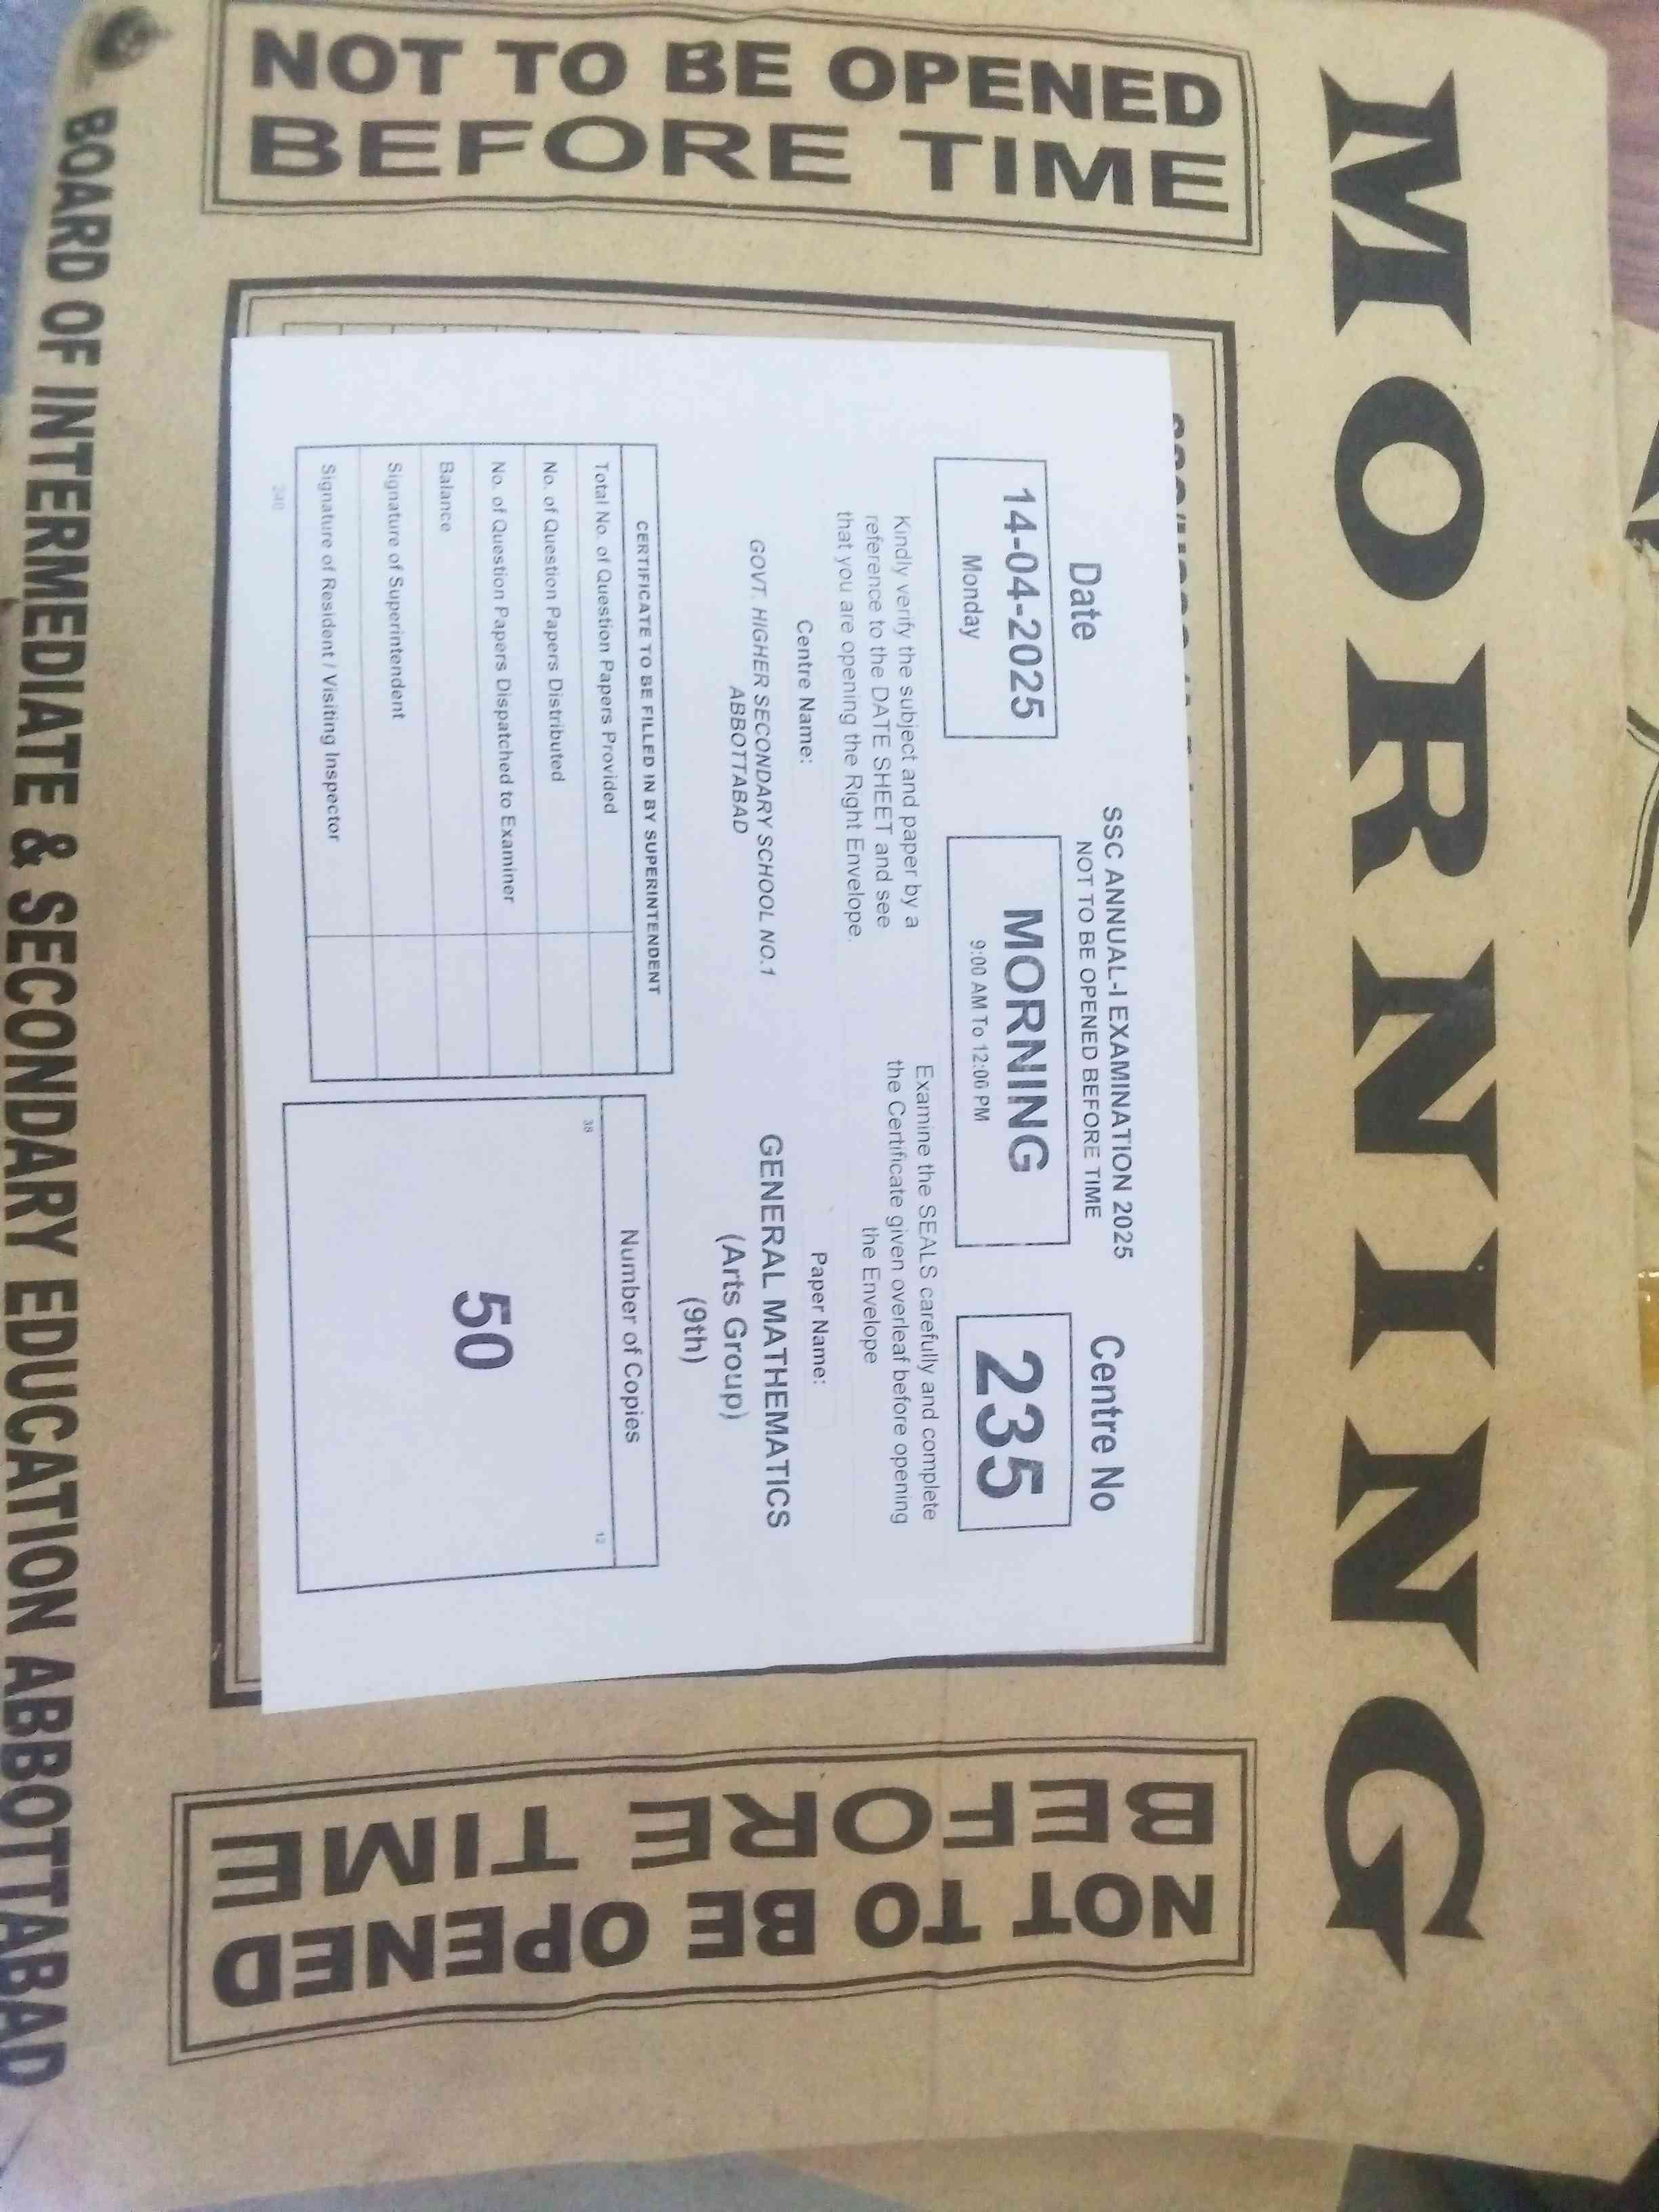 MORNING
NOT TO BE OPENED
BEFORE TIME
SSC ANNUAL-I EXAMINATION 2025
NOT TO BE OPENED BEFORE TIME
Date
14-04-2025
Monday
MORNING
9:00 AM To 12:00 PM
Centre No
235
Kindly verify the subject and paper by a
reference to the DATE SHEET and see
that you are opening the Right Envelope.
Examine the SEALS carefully and complete
the Certificate given overleaf before opening
the Envelope
Centre Name:
GOVT. HIGHER SECONDARY SCHOOL NO.1
ABBOTTABAD
Paper Name:
GENERAL MATHEMATICS
(Arts Group)
(9th)
CERTIFICATE TO BE FILLED IN BY SUPERINTENDENT
Total No. of Question Papers Provided
No. of Question Papers Distributed
No. of Question Papers Dispatched to Examiner
Balance
Signature of Superintendent
Signature of Resident / Visiting Inspector
240
Number of Copies
38
12
50
NOT TO BE OPENED
BEFORE TIME
BOARD OF INTERMEDIATE & SECONDARY EDUCATION ABBOTTABAD